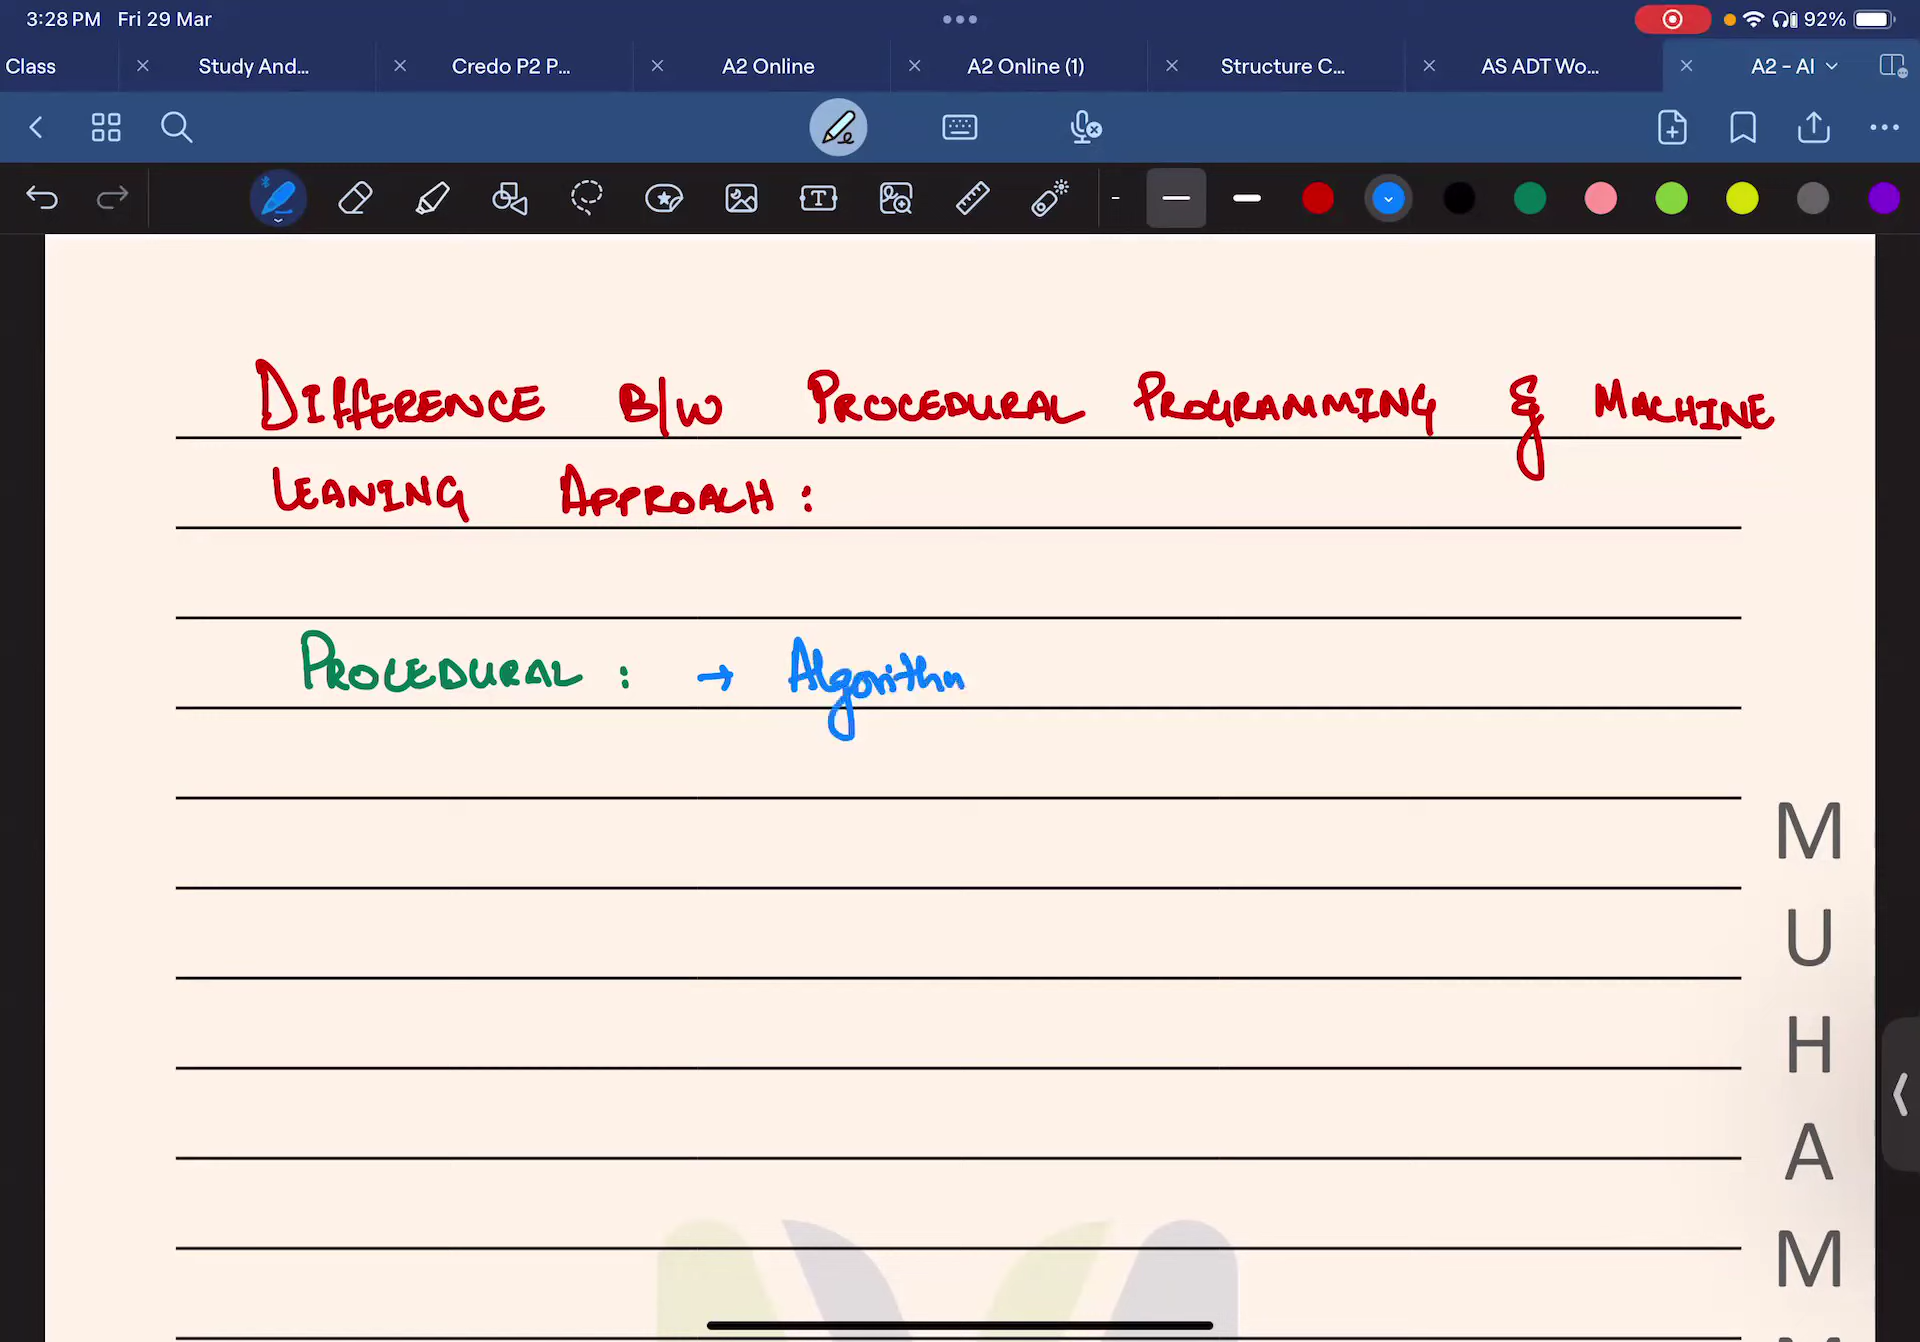 3:28 PM Fri 29 Mar 92%
Class Study And... Credo P2 P... A2 Online A2 Online (1) Structure C... AS ADT Wo... A2 - AI
DIFFERENCE B/W PROCEDURAL PROGRAMMING & MACHINE
LEANING APPROACH :
PROCEDURAL : → Algorithm
M
U
H
A
M